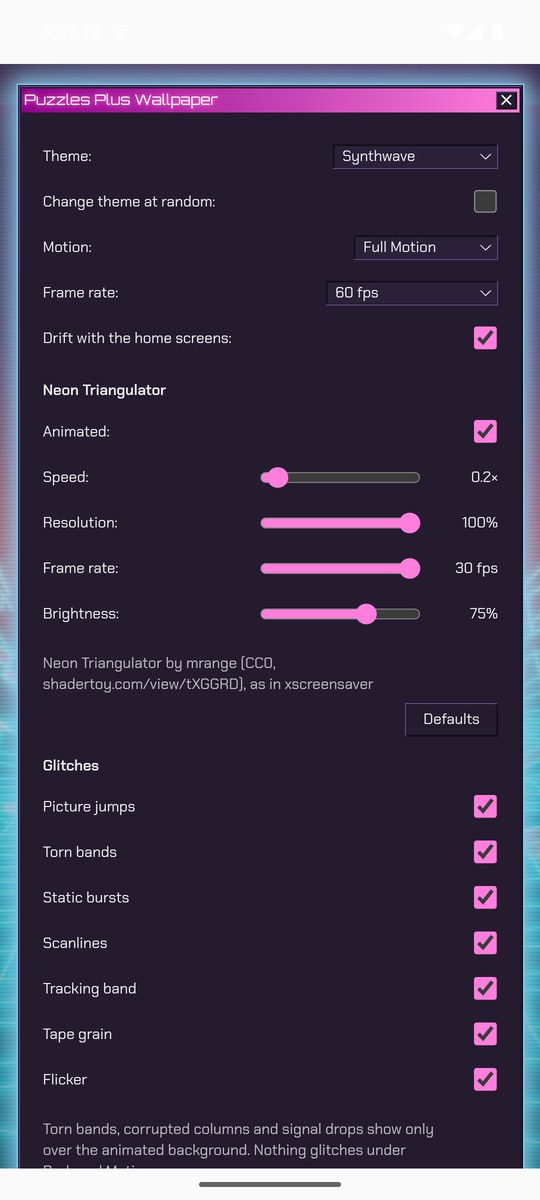 4:02
Puzzles Plus Wallpaper
Theme:
Synthwave
Change theme at random:
Motion:
Full Motion
Frame rate:
60 fps
Drift with the home screens:
Neon Triangulator
Animated:
Speed:
0.2×
Resolution:
100%
Frame rate:
30 fps
Brightness:
75%
Neon Triangulator by mrange (CC0,
shadertoy.com/view/tXGGRD), as in xscreensaver
Defaults
Glitches
Picture jumps
Torn bands
Static bursts
Scanlines
Tracking band
Tape grain
Flicker
Torn bands, corrupted columns and signal drops show only
over the animated background. Nothing glitches under